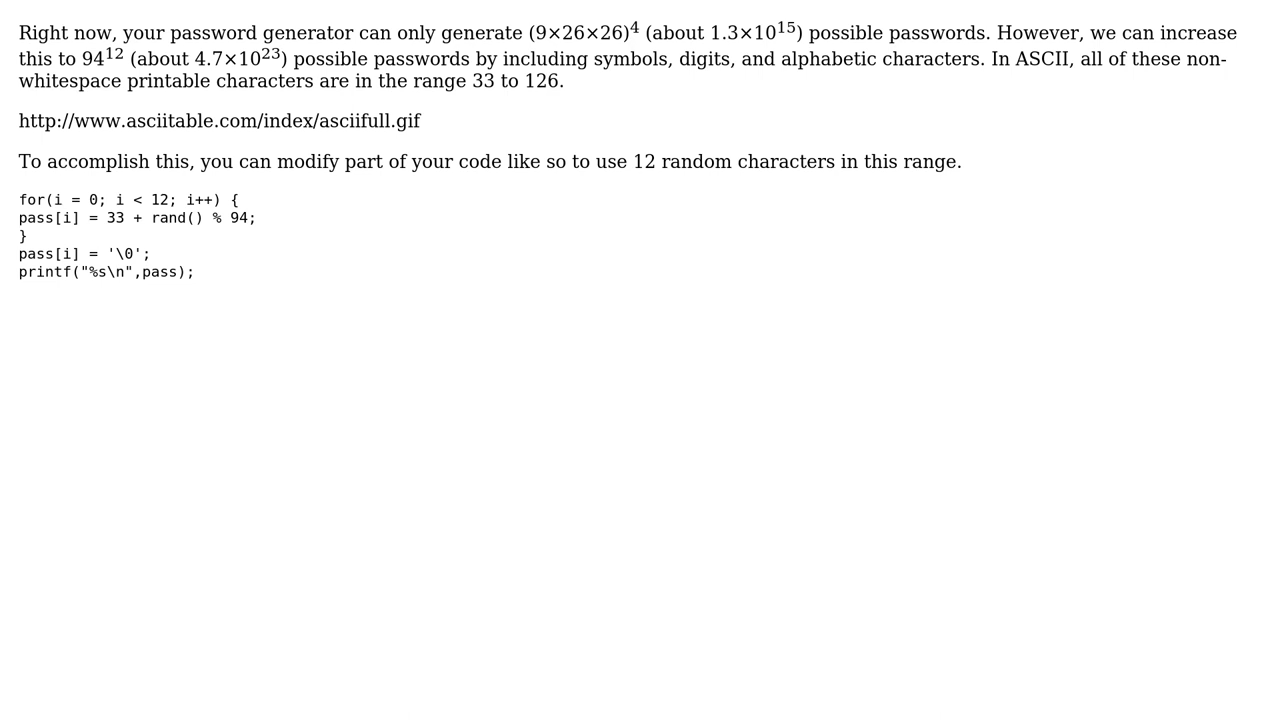 Right now, your password generator can only generate (9×26×26)⁴ (about 1.3×10¹⁵) possible passwords. However, we can increase
this to 94¹² (about 4.7×10²³) possible passwords by including symbols, digits, and alphabetic characters. In ASCII, all of these non-
whitespace printable characters are in the range 33 to 126.
http://www.asciitable.com/index/asciifull.gif
To accomplish this, you can modify part of your code like so to use 12 random characters in this range.
for(i = 0; i < 12; i++) {
pass[i] = 33 + rand() % 94;
}
pass[i] = '\0';
printf("%s\n",pass);